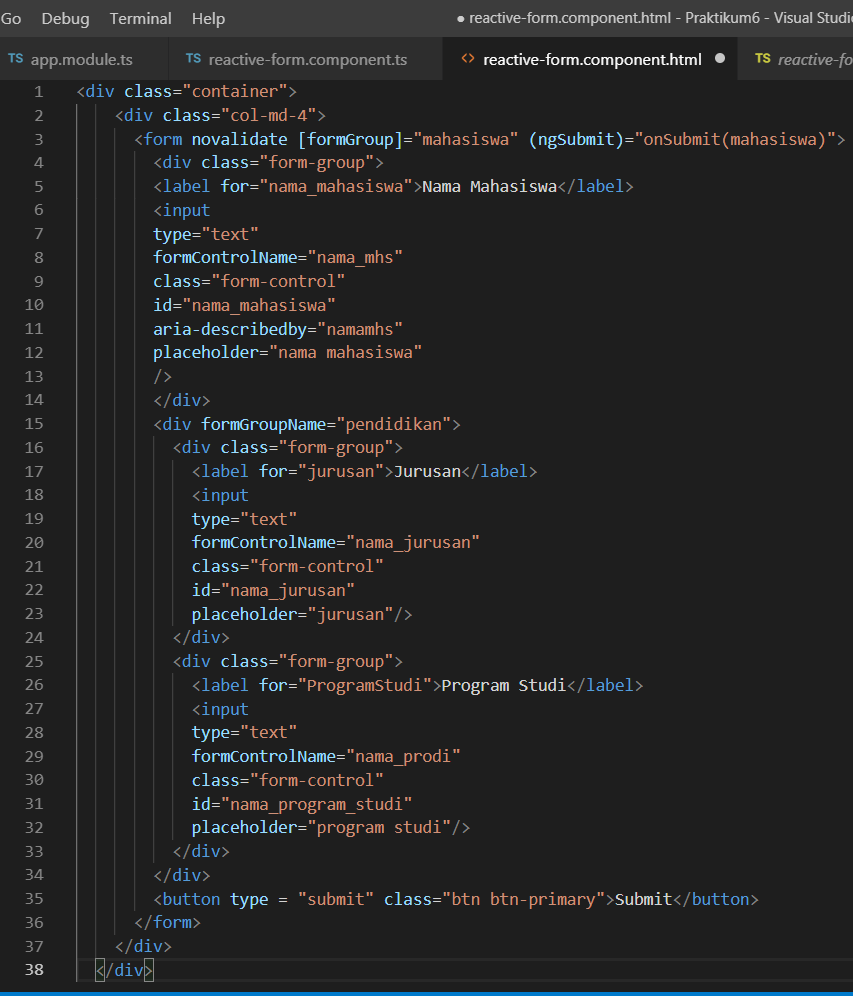 Go Debug Terminal Help ● reactive-form.component.html - Praktikum6 - Visual Studio
TS app.module.ts TS reactive-form.component.ts <> reactive-form.component.html ● TS reactive-fo
1 <div class="container">
2 <div class="col-md-4">
3 <form novalidate [formGroup]="mahasiswa" (ngSubmit)="onSubmit(mahasiswa)">
4 <div class="form-group">
5 <label for="nama_mahasiswa">Nama Mahasiswa</label>
6 <input
7 type="text"
8 formControlName="nama_mhs"
9 class="form-control"
10 id="nama_mahasiswa"
11 aria-describedby="namamhs"
12 placeholder="nama mahasiswa"
13 />
14 </div>
15 <div formGroupName="pendidikan">
16 <div class="form-group">
17 <label for="jurusan">Jurusan</label>
18 <input
19 type="text"
20 formControlName="nama_jurusan"
21 class="form-control"
22 id="nama_jurusan"
23 placeholder="jurusan"/>
24 </div>
25 <div class="form-group">
26 <label for="ProgramStudi">Program Studi</label>
27 <input
28 type="text"
29 formControlName="nama_prodi"
30 class="form-control"
31 id="nama_program_studi"
32 placeholder="program studi"/>
33 </div>
34 </div>
35 <button type = "submit" class="btn btn-primary">Submit</button>
36 </form>
37 </div>
38 </div>